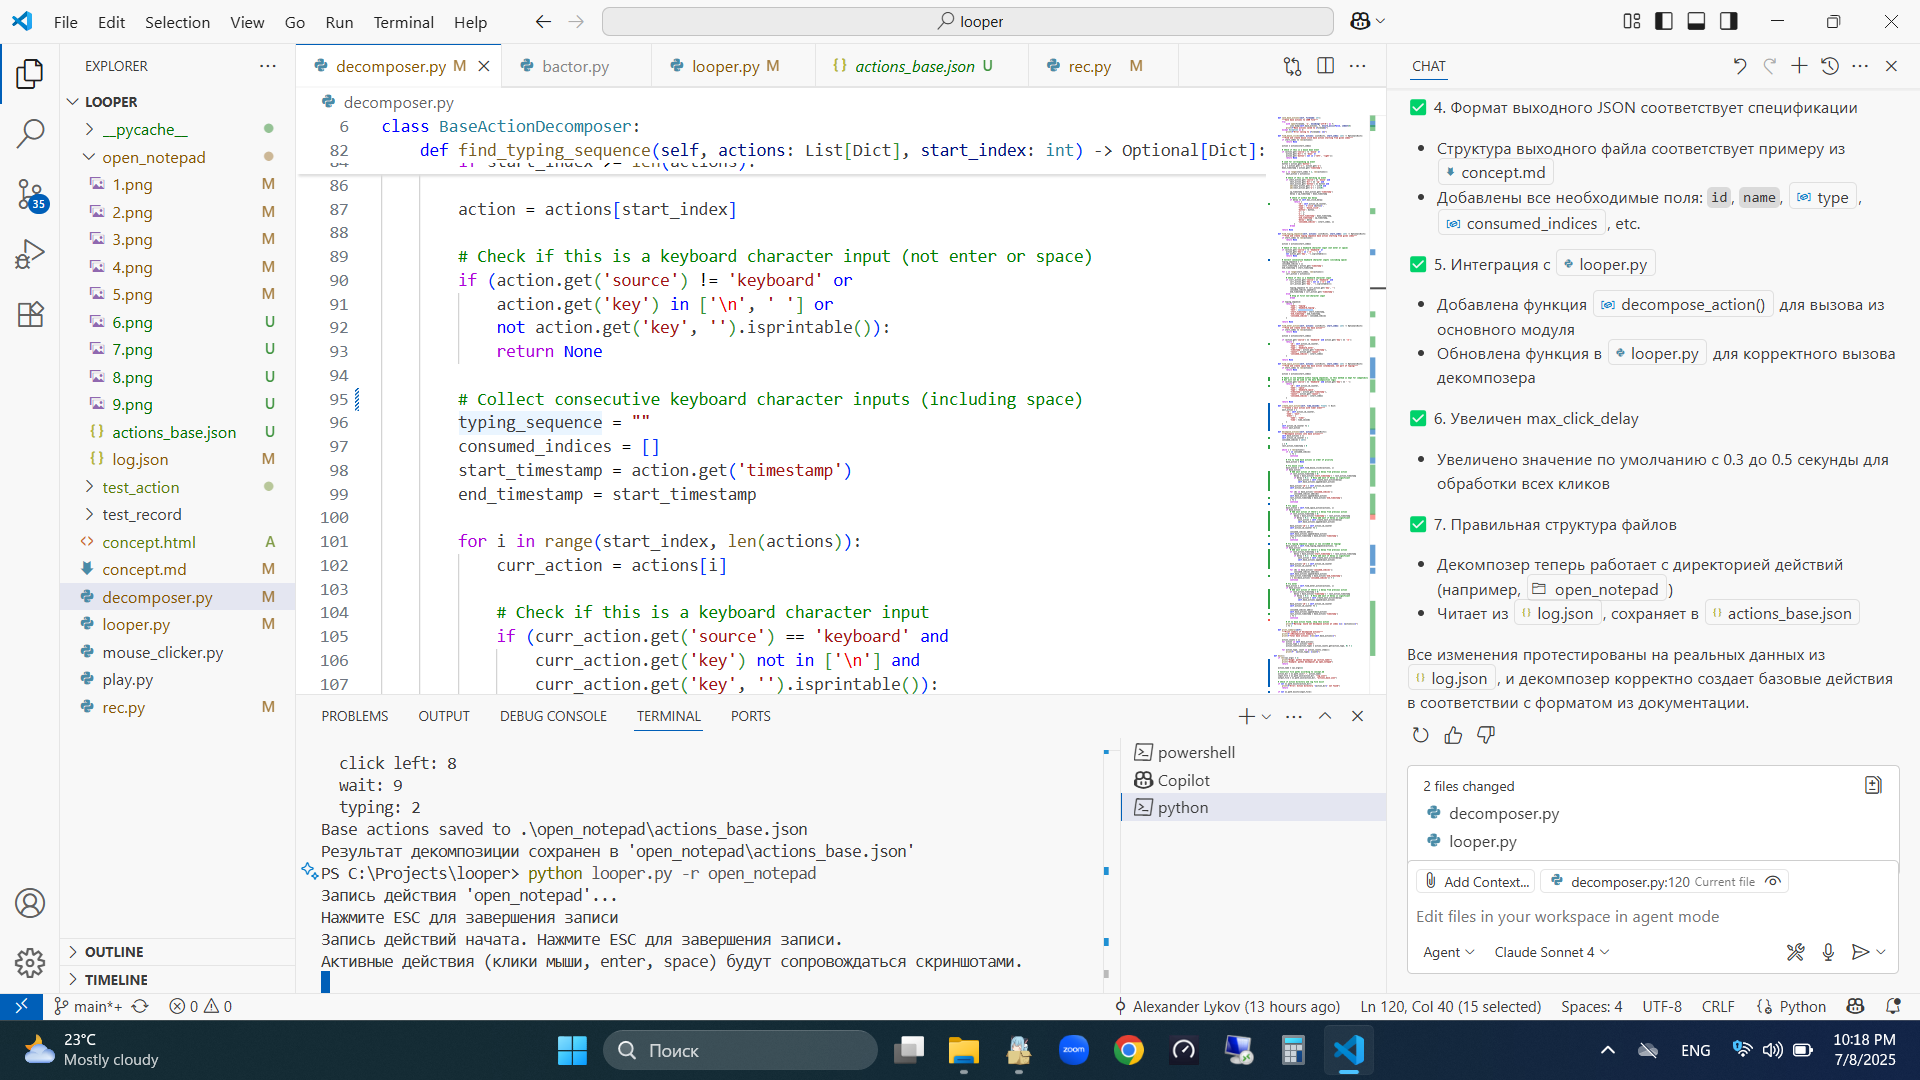 File Edit Selection View Go Run Terminal Help
looper
EXPLORER
LOOPER
__pycache__
open_notepad
1.png M
2.png M
3.png M
4.png M
5.png M
6.png U
7.png U
8.png U
9.png U
actions_base.json U
log.json M
test_action
test_record
concept.html A
concept.md M
decomposer.py M
looper.py M
mouse_clicker.py
play.py
rec.py M
OUTLINE
TIMELINE
decomposer.py M
bactor.py
looper.py M
actions_base.json U
rec.py M
decomposer.py
6 class BaseActionDecomposer:
82 def find_typing_sequence(self, actions: List[Dict], start_index: int) -> Optional[Dict]:
84 if start_index >= len(actions):
86
87 action = actions[start_index]
88
89 # Check if this is a keyboard character input (not enter or space)
90 if (action.get('source') != 'keyboard' or
91 action.get('key') in ['\n', ' '] or
92 not action.get('key', '').isprintable()):
93 return None
94
95 # Collect consecutive keyboard character inputs (including space)
96 typing_sequence = ""
97 consumed_indices = []
98 start_timestamp = action.get('timestamp')
99 end_timestamp = start_timestamp
100
101 for i in range(start_index, len(actions)):
102 curr_action = actions[i]
103
104 # Check if this is a keyboard character input
105 if (curr_action.get('source') == 'keyboard' and
106 curr_action.get('key') not in ['\n'] and
107 curr_action.get('key', '').isprintable()):
PROBLEMS OUTPUT DEBUG CONSOLE TERMINAL PORTS
click left: 8
wait: 9
typing: 2
Base actions saved to .\open_notepad\actions_base.json
Результат декомпозиции сохранен в 'open_notepad\actions_base.json'
PS C:\Projects\looper> python looper.py -r open_notepad
Запись действия 'open_notepad'...
Нажмите ESC для завершения записи
Запись действий начата. Нажмите ESC для завершения записи.
Активные действия (клики мыши, enter, space) будут сопровождаться скриншотами.
powershell
Copilot
python
CHAT
4. Формат выходного JSON соответствует спецификации
• Структура выходного файла соответствует примеру из
concept.md
• Добавлены все необходимые поля: id, name, type,
consumed_indices, etc.
5. Интеграция с looper.py
• Добавлена функция decompose_action() для вызова из
основного модуля
• Обновлена функция в looper.py для корректного вызова
декомпозера
6. Увеличен max_click_delay
• Увеличено значение по умолчанию с 0.3 до 0.5 секунды для
обработки всех кликов
7. Правильная структура файлов
• Декомпозер теперь работает с директорией действий
(например, open_notepad)
• Читает из log.json, сохраняет в actions_base.json
Все изменения протестированы на реальных данных из
log.json, и декомпозер корректно создает базовые действия
в соответствии с форматом из документации.
2 files changed
decomposer.py
looper.py
Add Context... decomposer.py:120 Current file
Edit files in your workspace in agent mode
Agent Claude Sonnet 4
35
main*+ 0 0
Alexander Lykov (13 hours ago) Ln 120, Col 40 (15 selected) Spaces: 4 UTF-8 CRLF Python
23°C
Mostly cloudy
Поиск
zoom
ENG
10:18 PM
7/8/2025